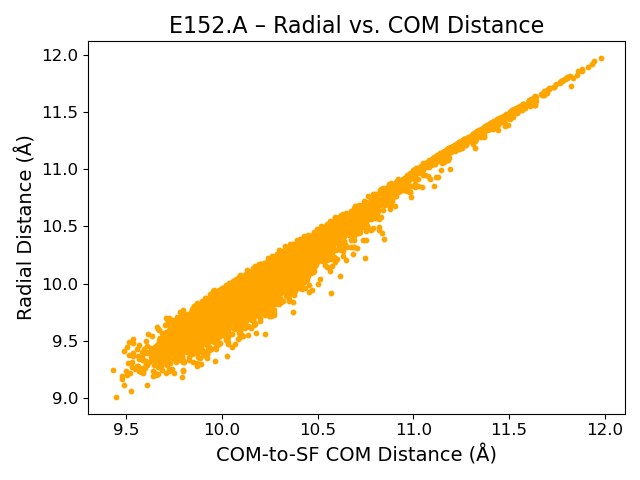 E152.A – Radial vs. COM Distance
Radial Distance (Å)
12.0
11.5
11.0
10.5
10.0
9.5
9.0
9.5 10.0 10.5 11.0 11.5 12.0
COM-to-SF COM Distance (Å)